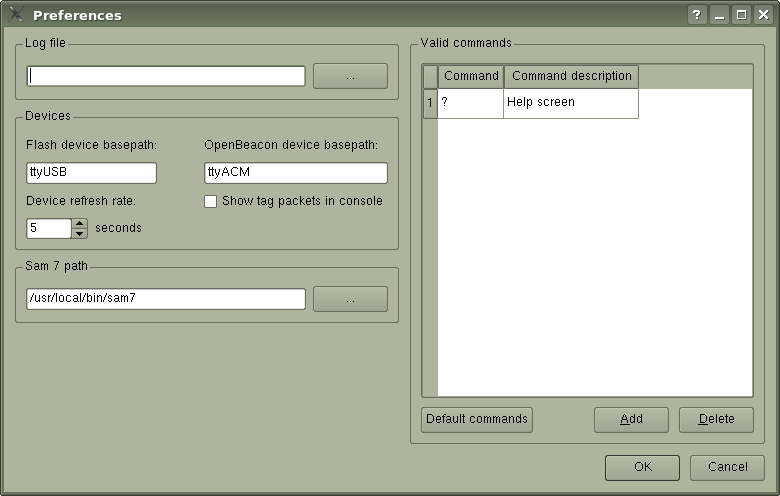 Preferences
?
Log file
...
Devices
Flash device basepath:
OpenBeacon device basepath:
ttyUSB
ttyACM
Device refresh rate:
Show tag packets in console
5
seconds
Sam 7 path
/usr/local/bin/sam7
...
Valid commands
Command
Command description
1
?
Help screen
Default commands
Add
Delete
OK
Cancel